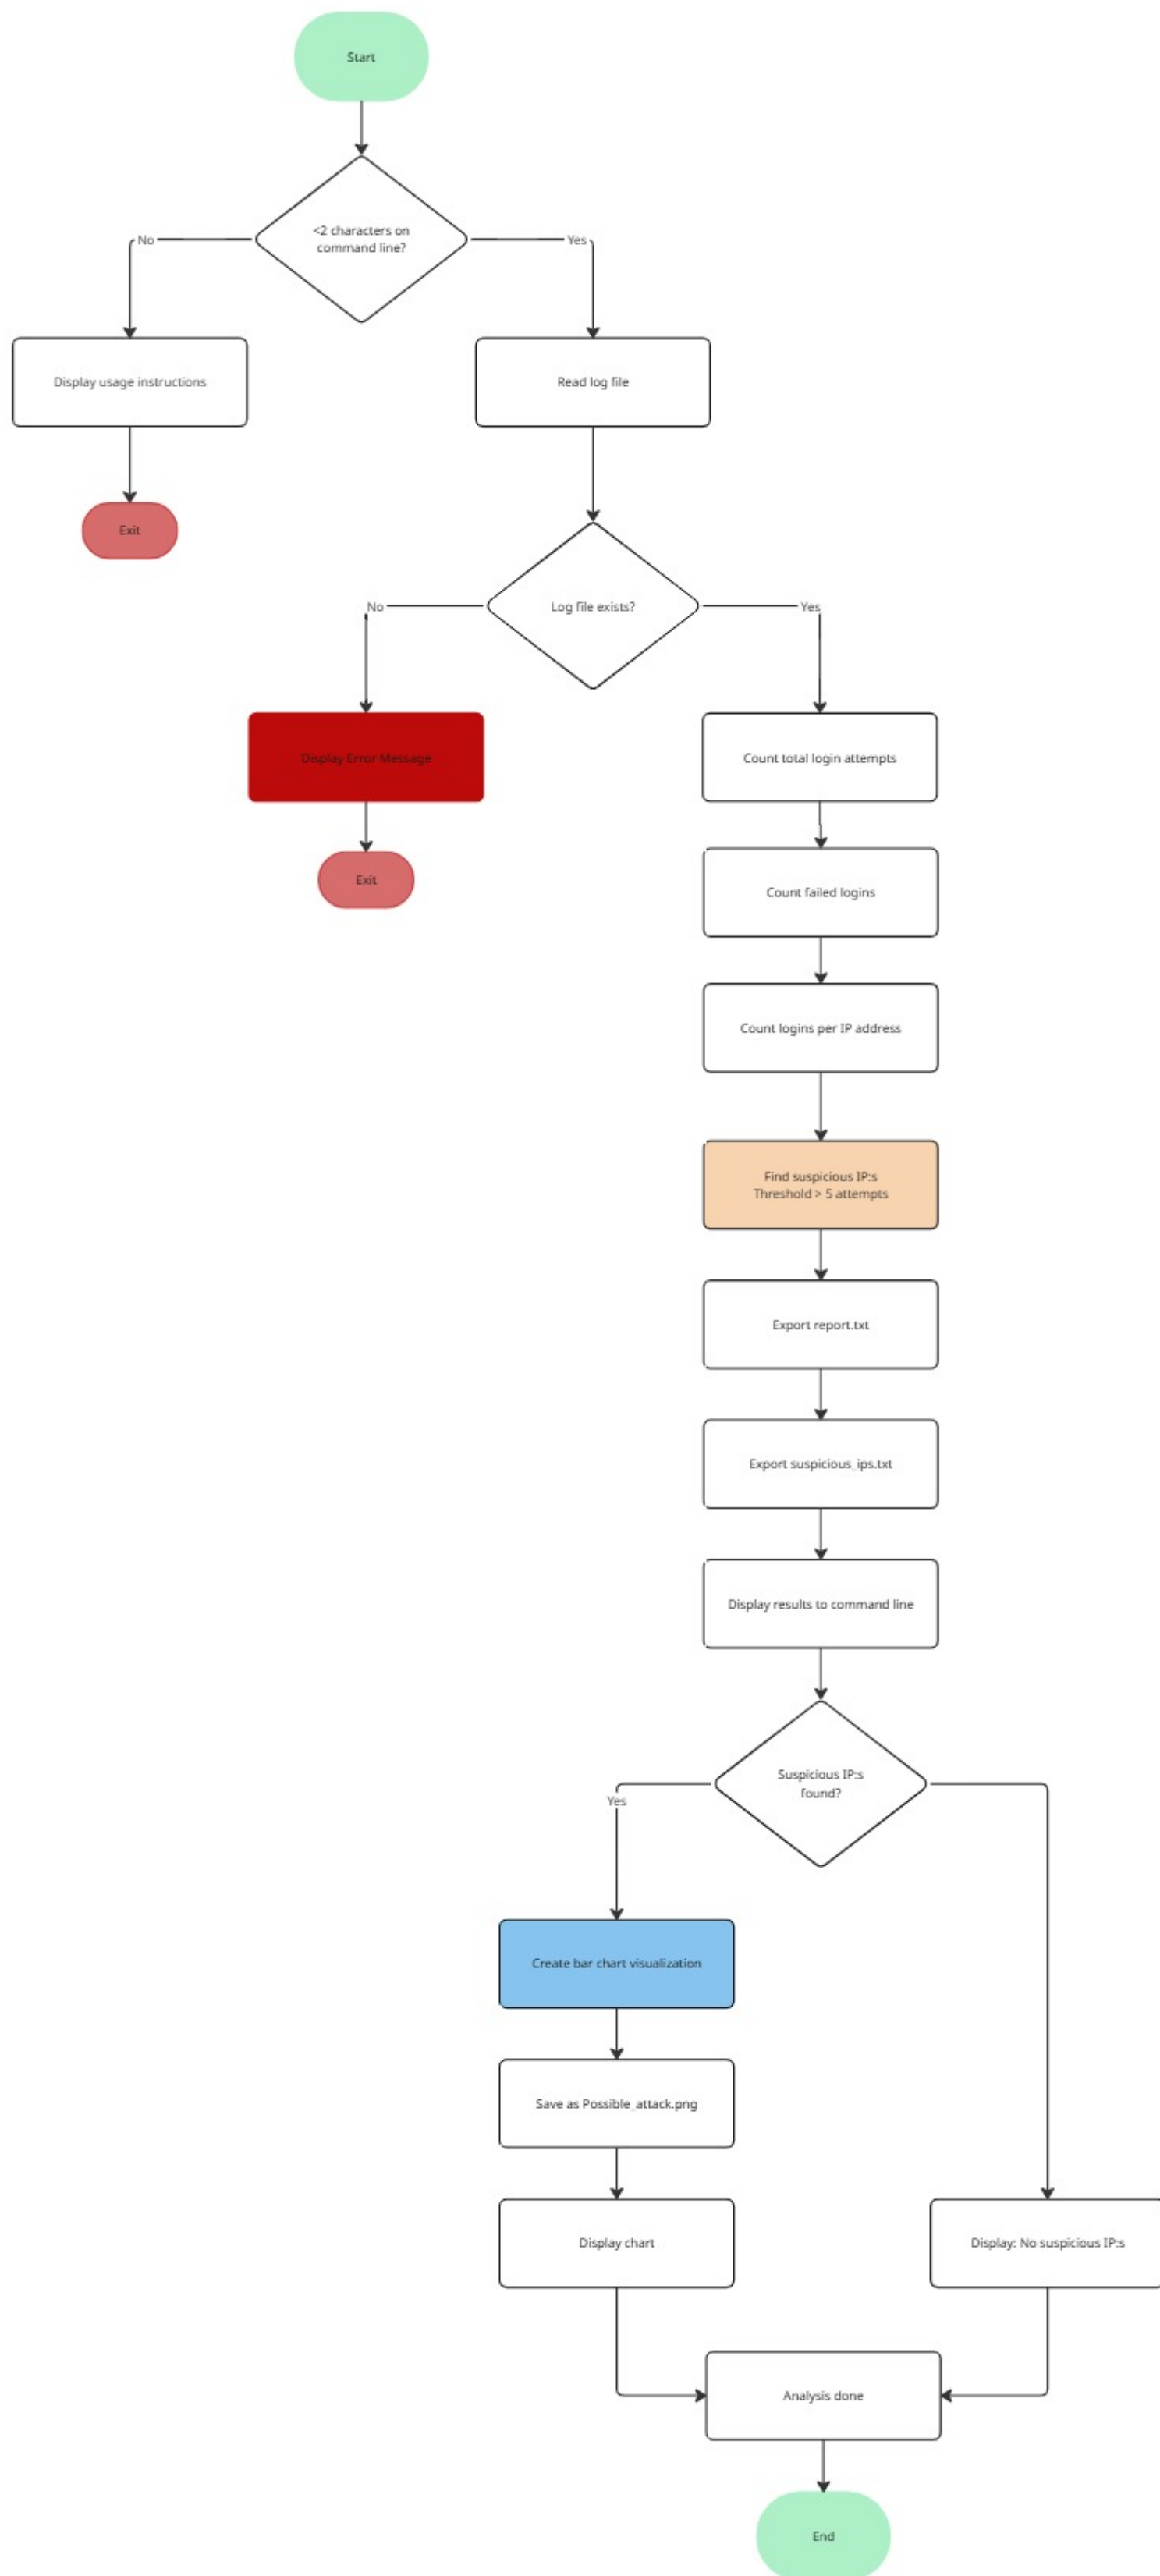 Start
<2 characters on
command line?
No
Yes
Display usage instructions
Read log file
Exit
Log file exists?
No
Yes
Display Error Message
Count total login attempts
Exit
Count failed logins
Count logins per IP address
Find suspicious IP:s
Threshold > 5 attempts
Export report.txt
Export suspicious_ips.txt
Display results to command line
Suspicious IP:s
found?
Yes
Create bar chart visualization
Save as Possible_attack.png
Display chart
Display: No suspicious IP:s
Analysis done
End